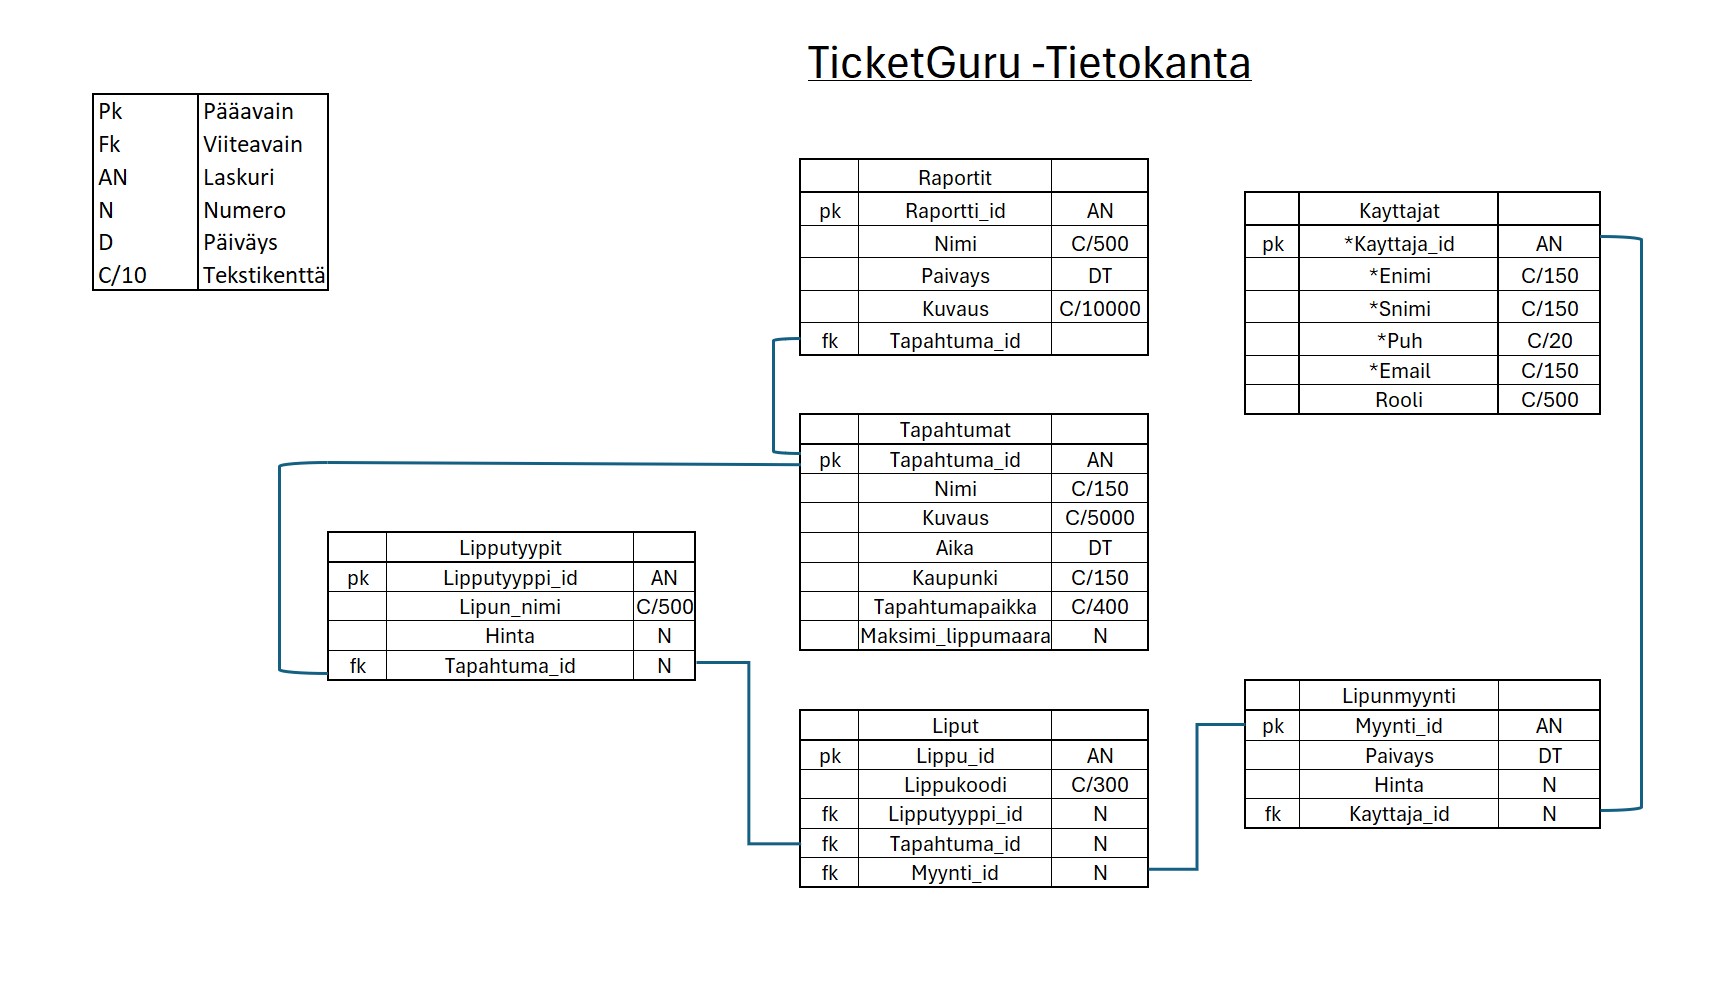 TicketGuru -Tietokanta
Pk Pääavain
Fk Viiteavain
AN Laskuri
N Numero
D Päiväys
C/10 Tekstikenttä
Raportit
pk Raportti_id AN
Nimi C/500
Paivays DT
Kuvaus C/10000
fk Tapahtuma_id
Kayttajat
pk *Kayttaja_id AN
*Enimi C/150
*Snimi C/150
*Puh C/20
*Email C/150
Rooli C/500
Tapahtumat
pk Tapahtuma_id AN
Nimi C/150
Kuvaus C/5000
Aika DT
Kaupunki C/150
Tapahtumapaikka C/400
Maksimi_lippumaara N
Lipputyypit
pk Lipputyyppi_id AN
Lipun_nimi C/500
Hinta N
fk Tapahtuma_id N
Liput
pk Lippu_id AN
Lippukoodi C/300
fk Lipputyyppi_id N
fk Tapahtuma_id N
fk Myynti_id N
Lipunmyynti
pk Myynti_id AN
Paivays DT
Hinta N
fk Kayttaja_id N